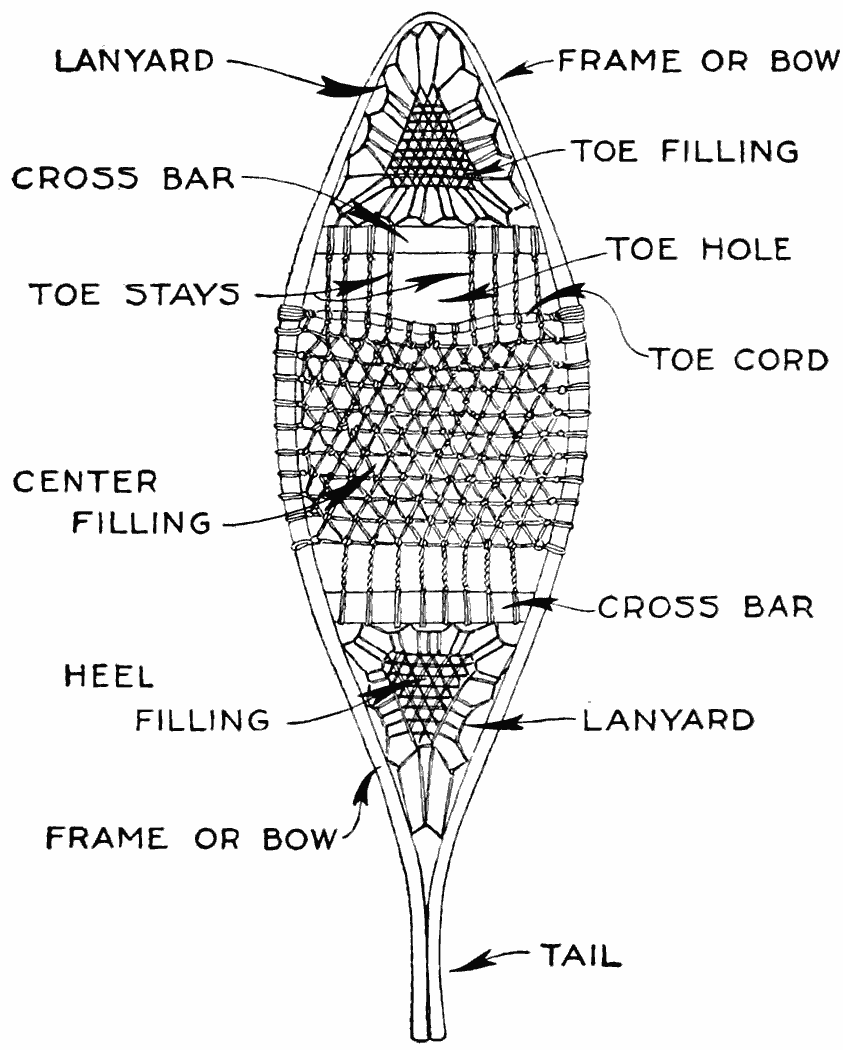 LANYARD
FRAME OR BOW
TOE FILLING
CROSS BAR
TOE HOLE
TOE STAYS
TOE CORD
CENTER
FILLING
CROSS BAR
HEEL
FILLING
LANYARD
FRAME OR BOW
TAIL